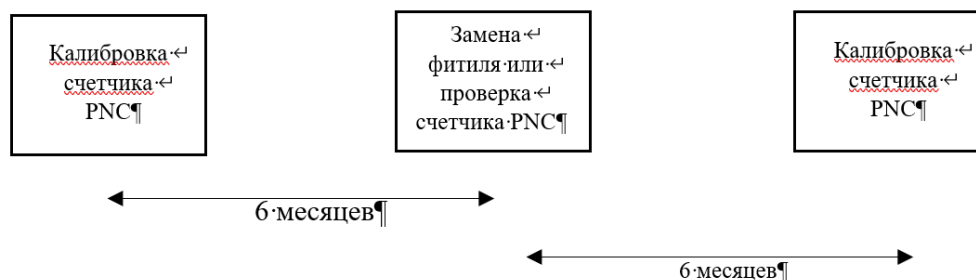 Калибровка
счетчика
PNC¶
Замена
фитиля или
проверка
счетчика PNC¶
Калибровка
счетчика
PNC¶
6 месяцев¶
6 месяцев¶